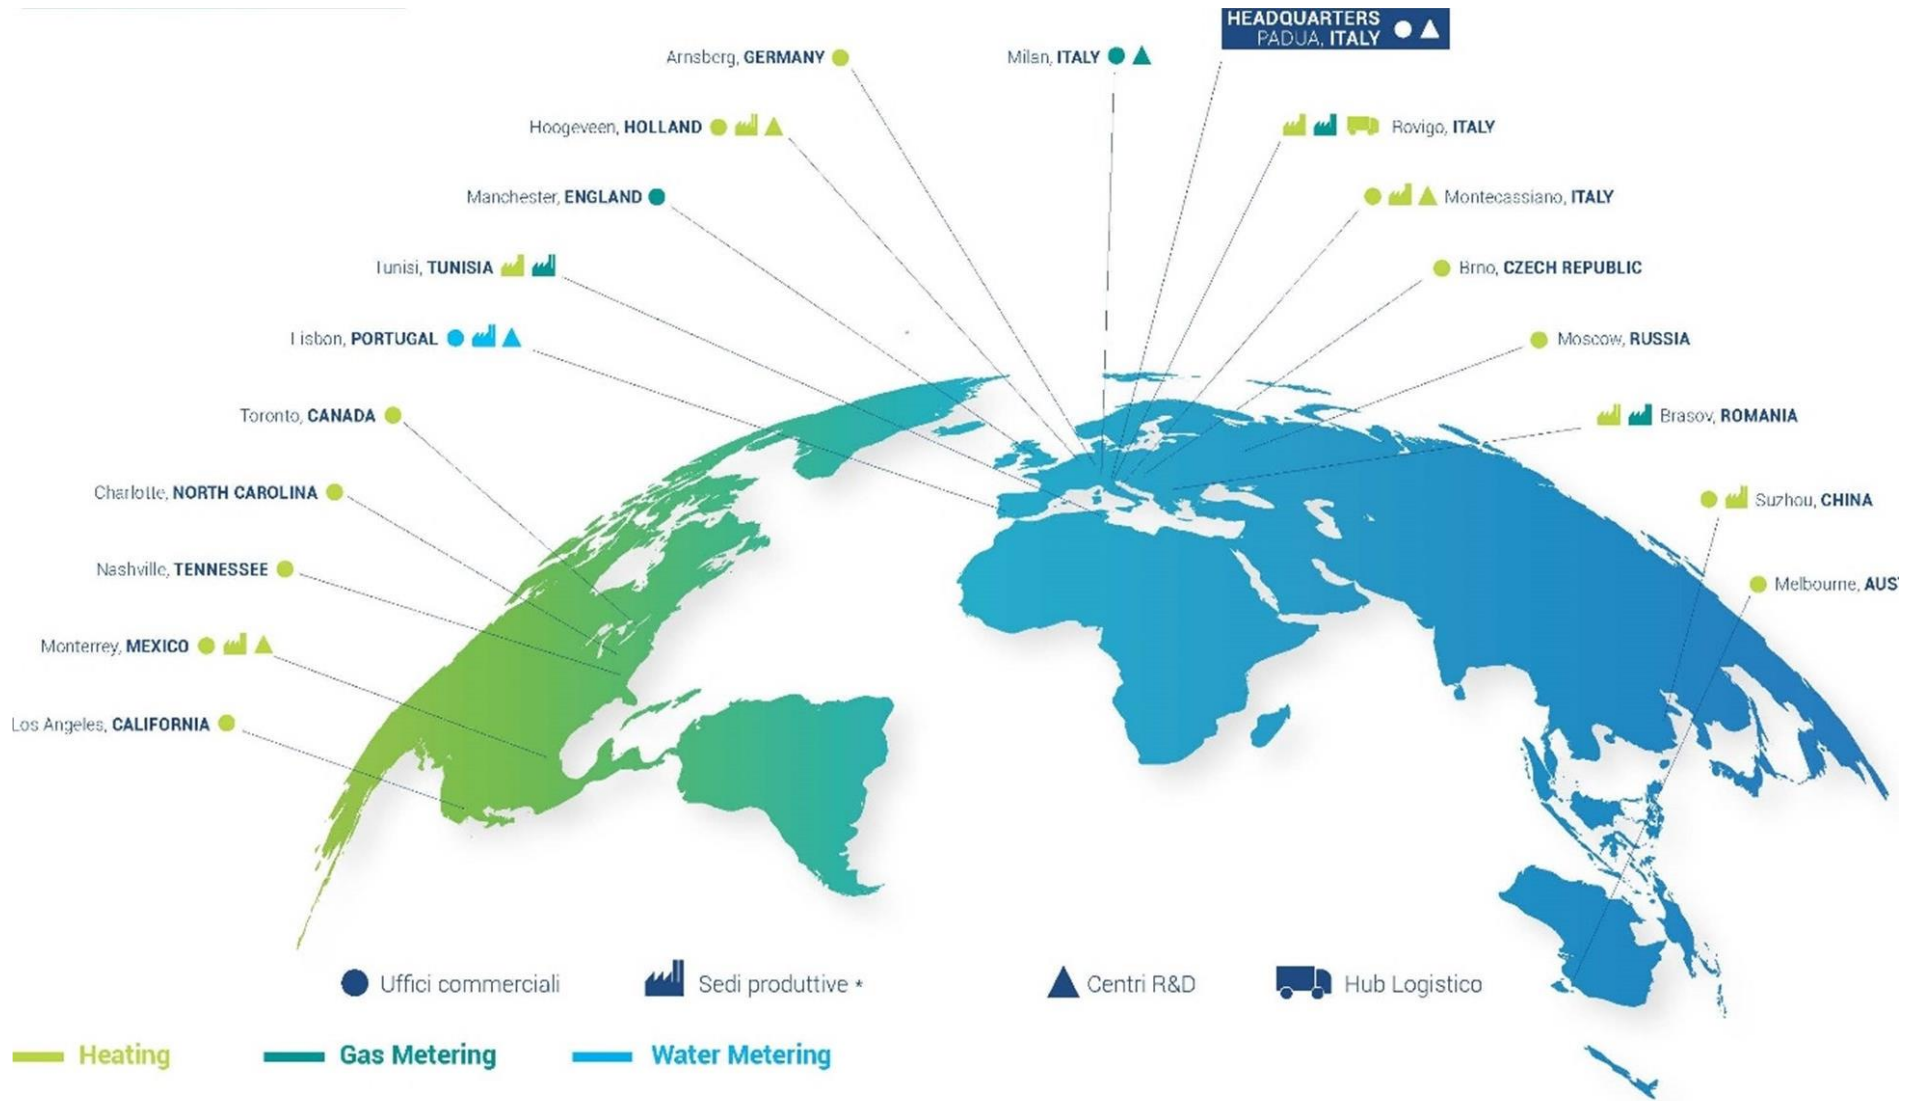 HEADQUARTERS
PADUA, ITALY
Arnsberg, GERMANY
Milan, ITALY
Hoogeveen, HOLLAND
Rovigo, ITALY
Manchester, ENGLAND
Montecassiano, ITALY
Tunisi, TUNISIA
Brno, CZECH REPUBLIC
Lisbon, PORTUGAL
Moscow, RUSSIA
Toronto, CANADA
Brasov, ROMANIA
Charlotte, NORTH CAROLINA
Suzhou, CHINA
Nashville, TENNESSEE
Melbourne, AUS
Monterrey, MEXICO
Los Angeles, CALIFORNIA
Uffici commerciali
Sedi produttive *
Centri R&D
Hub Logistico
Heating
Gas Metering
Water Metering